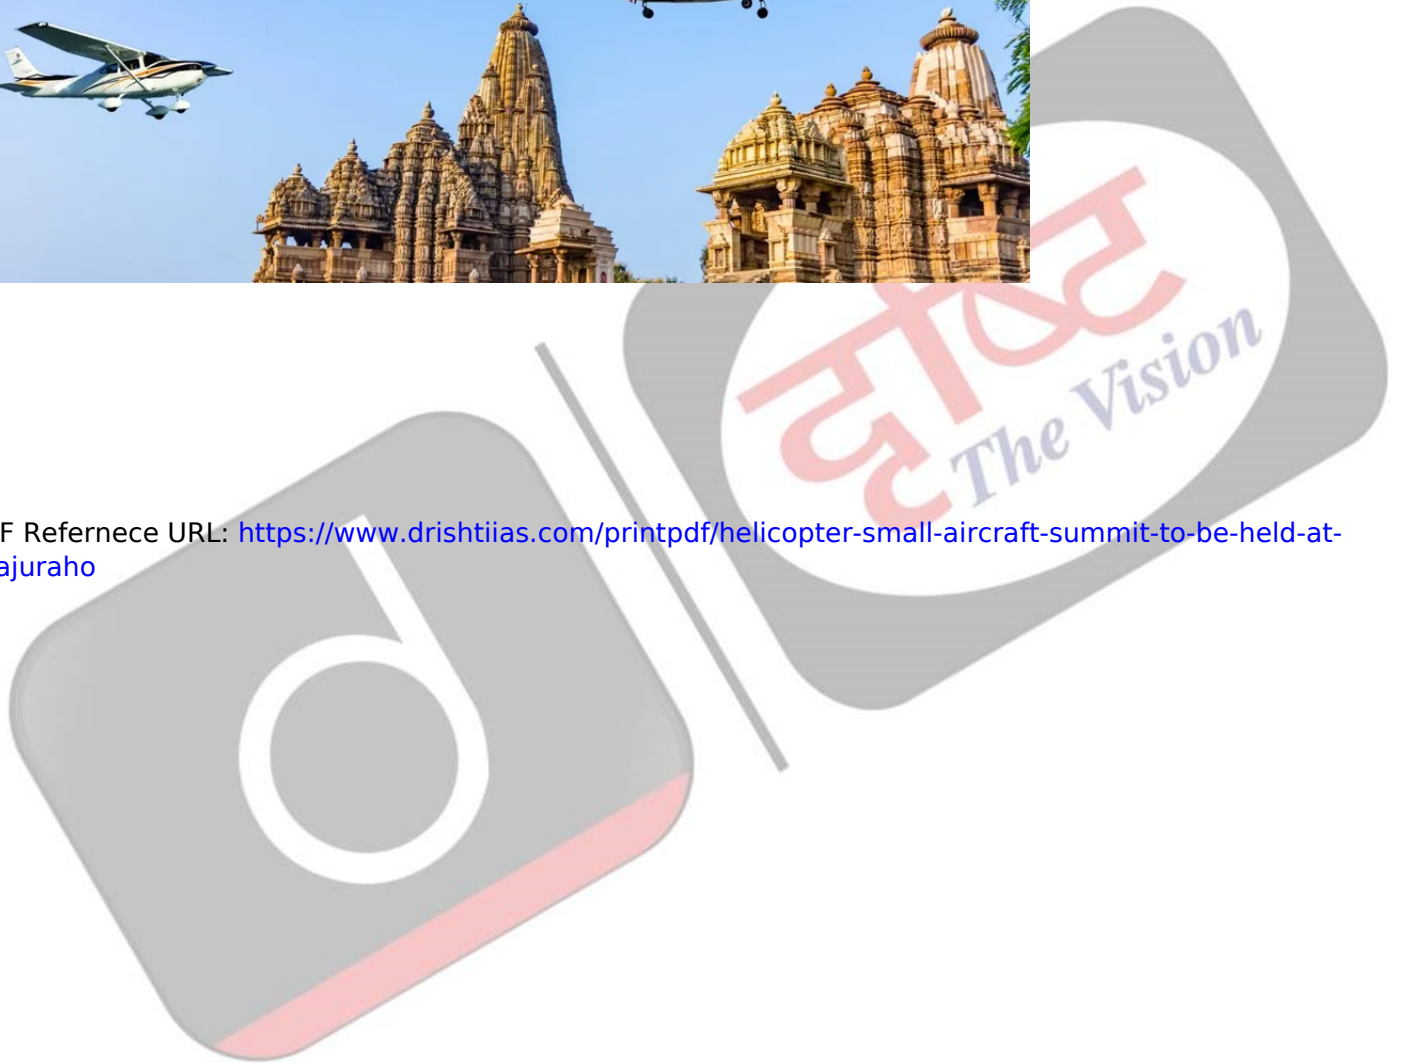 दृष्टि
The Vision
F Refernece URL: https://www.drishtiias.com/printpdf/helicopter-small-aircraft-summit-to-be-held-at-
ajuraho
d